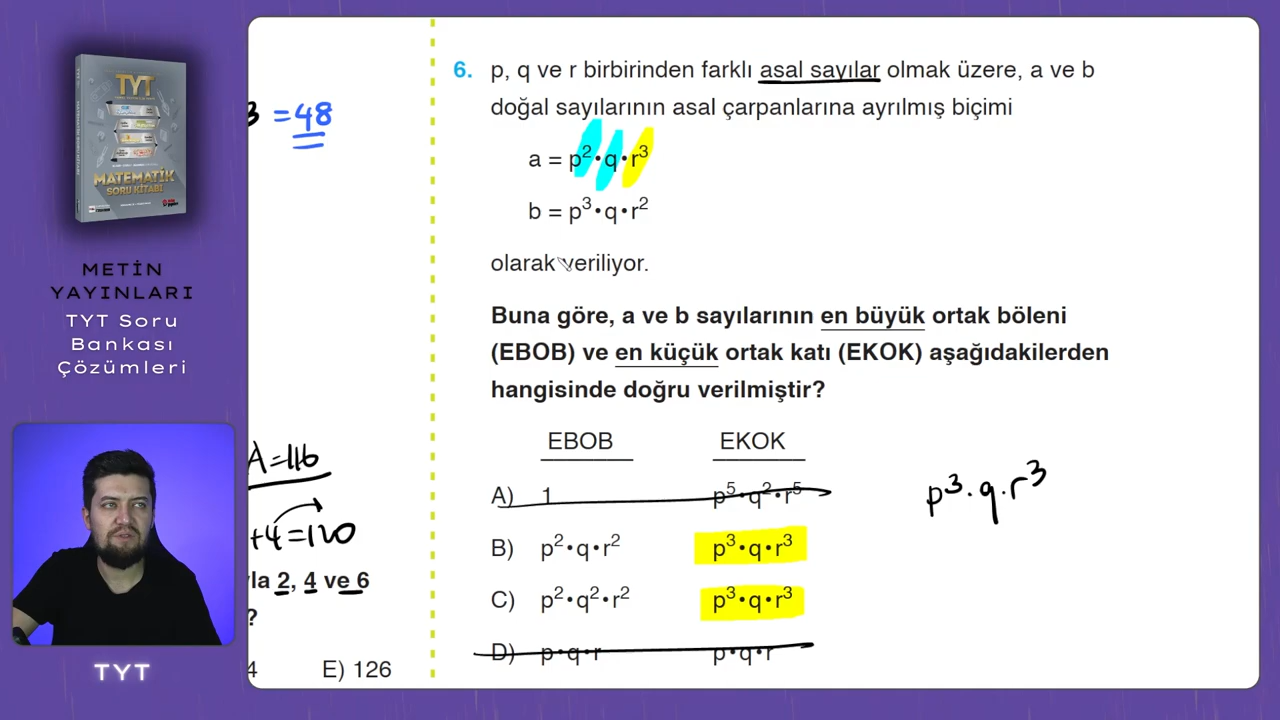 TYT
MATEMATİK
SORU KİTABI
METİN
YAYINLARI
TYT Soru
Bankası
Çözümleri
TYT
3 = 48
A = 116
+4 = 120
la 2, 4 ve 6
?
4 E) 126
6. p, q ve r birbirinden farklı asal sayılar olmak üzere, a ve b
doğal sayılarının asal çarpanlarına ayrılmış biçimi
a = p²•q•r³
b = p³•q•r²
olarak veriliyor.
Buna göre, a ve b sayılarının en büyük ortak böleni
(EBOB) ve en küçük ortak katı (EKOK) aşağıdakilerden
hangisinde doğru verilmiştir?
EBOB EKOK
A) 1 p⁵•q²•r⁵
B) p²•q•r² p³•q•r³
C) p²•q²•r² p³•q•r³
D) p•q•r p•q•r
p³·q·r³